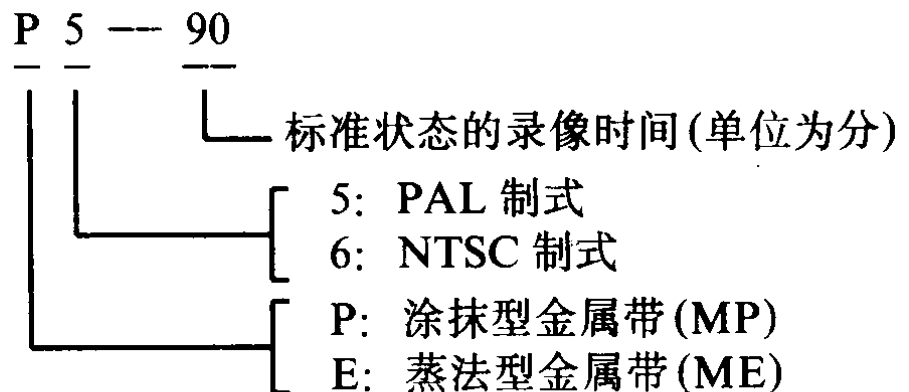 P 5 — 90
标准状态的录像时间(单位为分)
5: PAL 制式
6: NTSC 制式
P: 涂抹型金属带(MP)
E: 蒸法型金属带(ME)